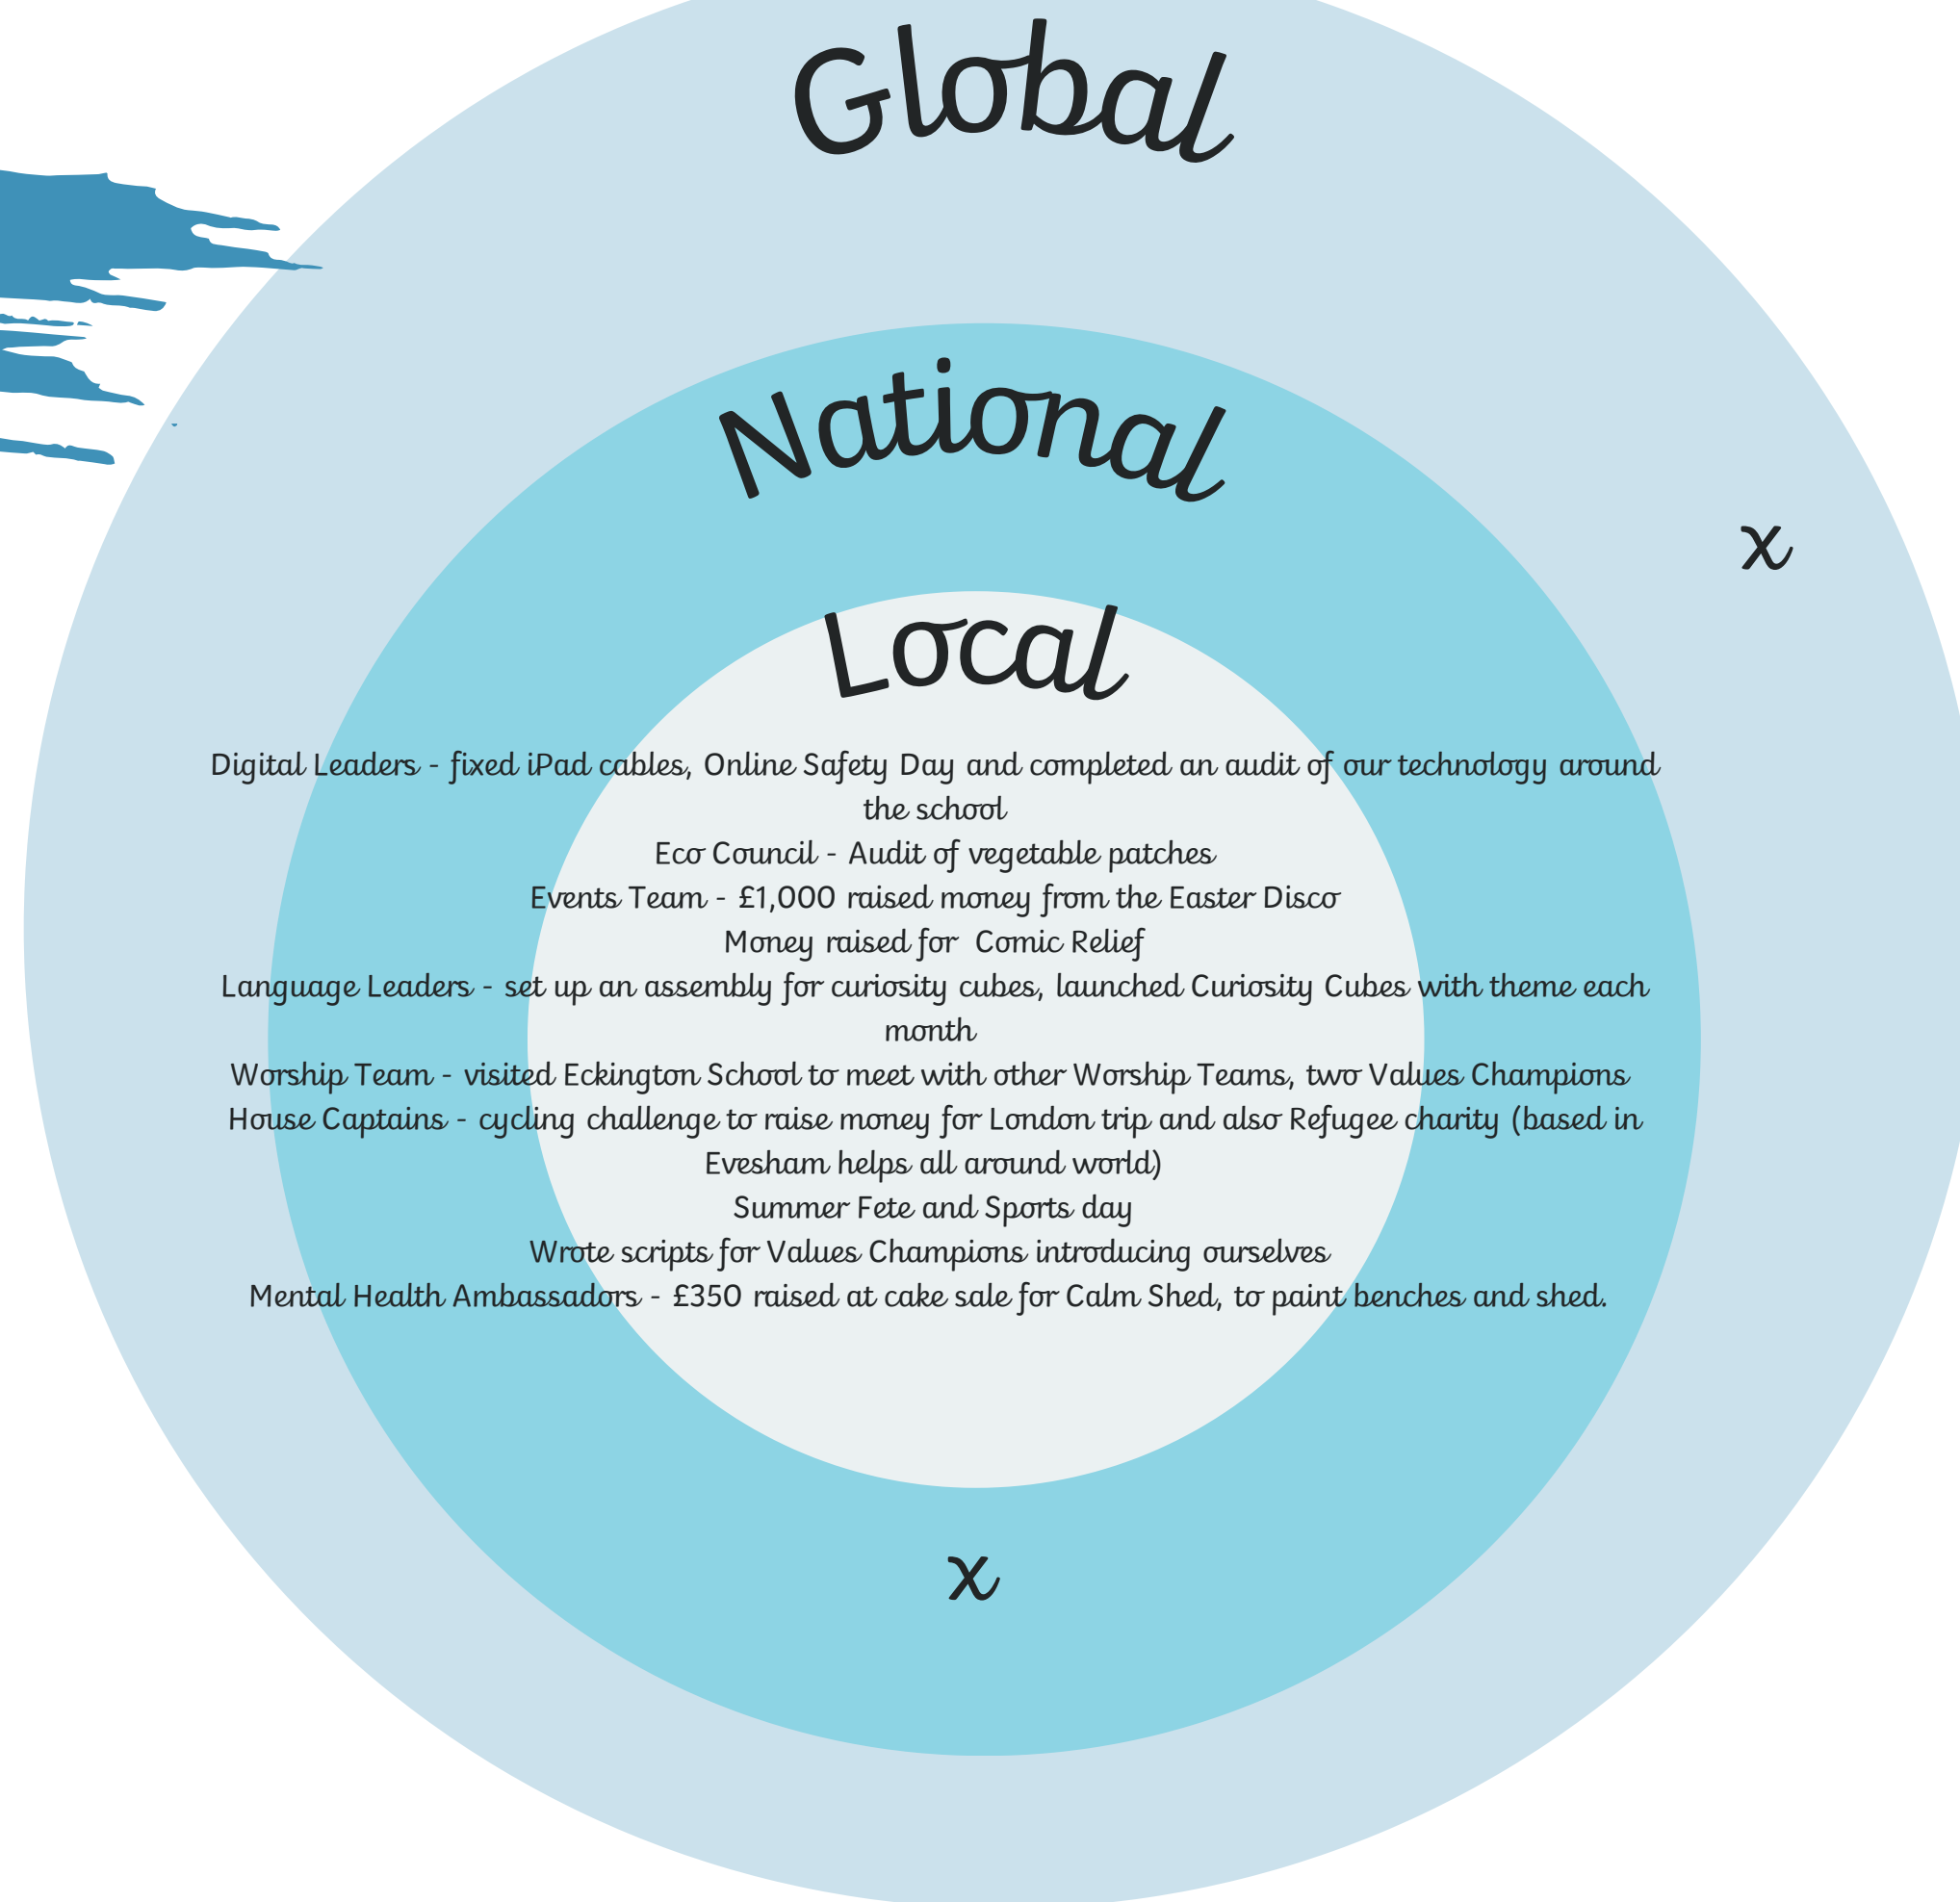 Global
National
x
Local
Digital Leaders - fixed iPad cables, Online Safety Day and completed an audit of our technology around
the school
Eco Council - Audit of vegetable patches
Events Team - £1,000 raised money from the Easter Disco
Money raised for Comic Relief
Language Leaders - set up an assembly for curiosity cubes, launched Curiosity Cubes with theme each
month
Worship Team - visited Eckington School to meet with other Worship Teams, two Values Champions
House Captains - cycling challenge to raise money for London trip and also Refugee charity (based in
Evesham helps all around world)
Summer Fete and Sports day
Wrote scripts for Values Champions introducing ourselves
Mental Health Ambassadors - £350 raised at cake sale for Calm Shed, to paint benches and shed.
x